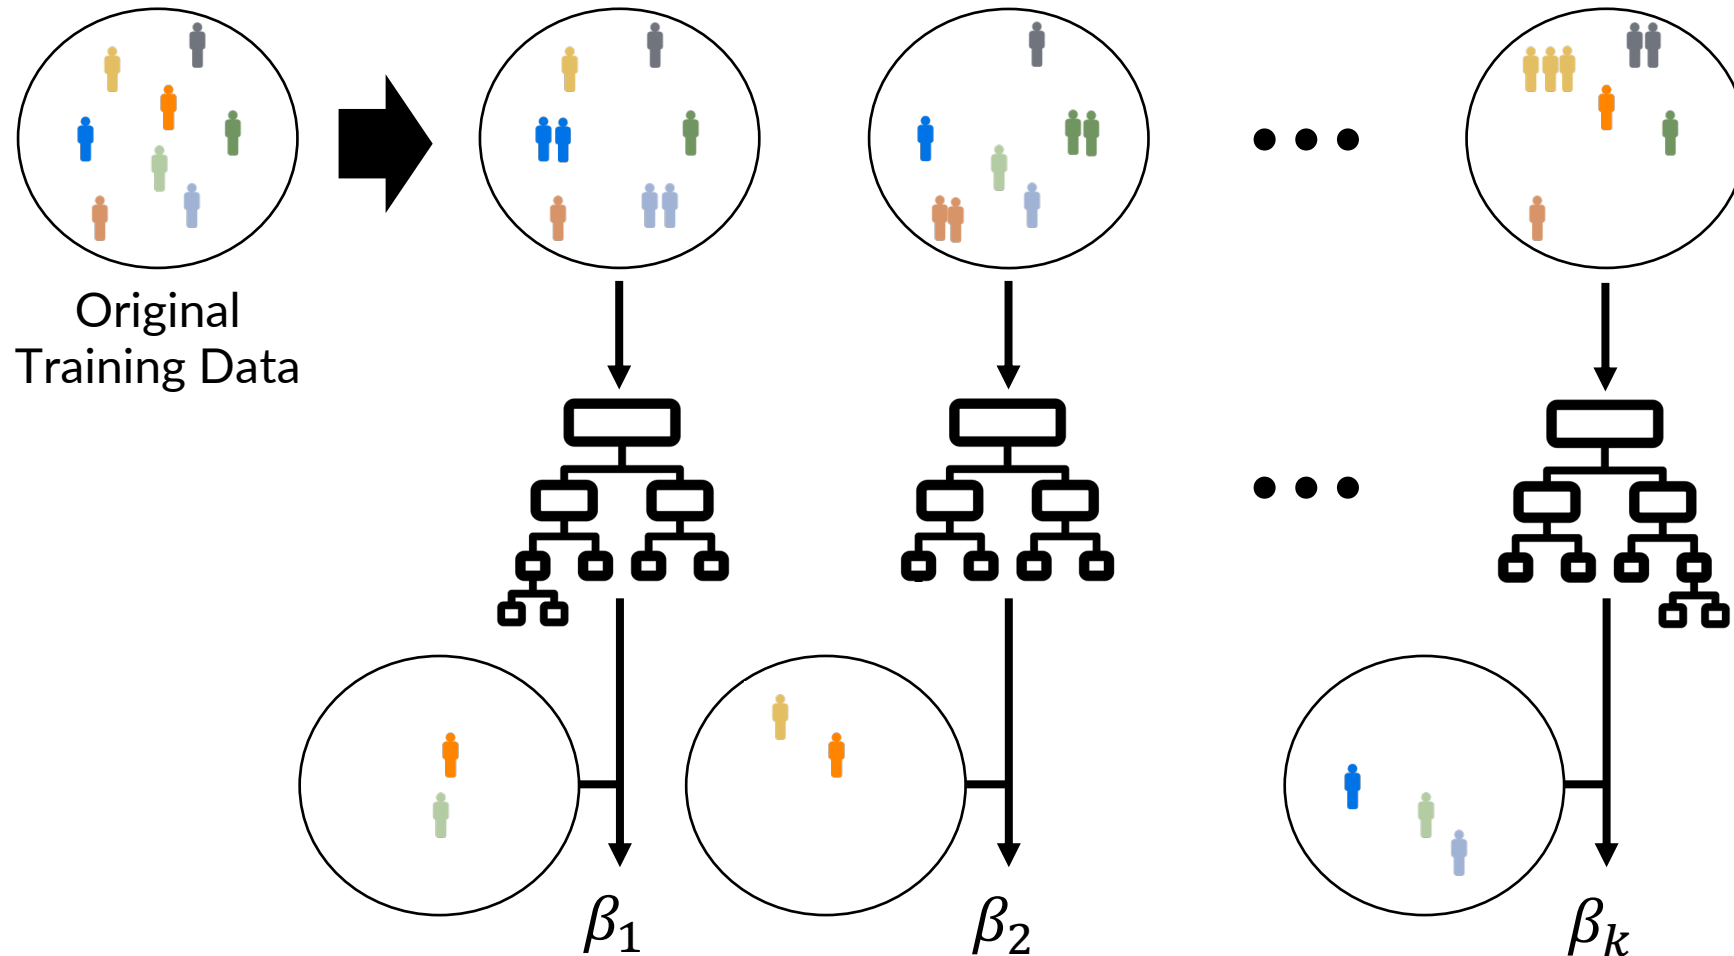 Original
Training Data
β₁
β₂
βₖ